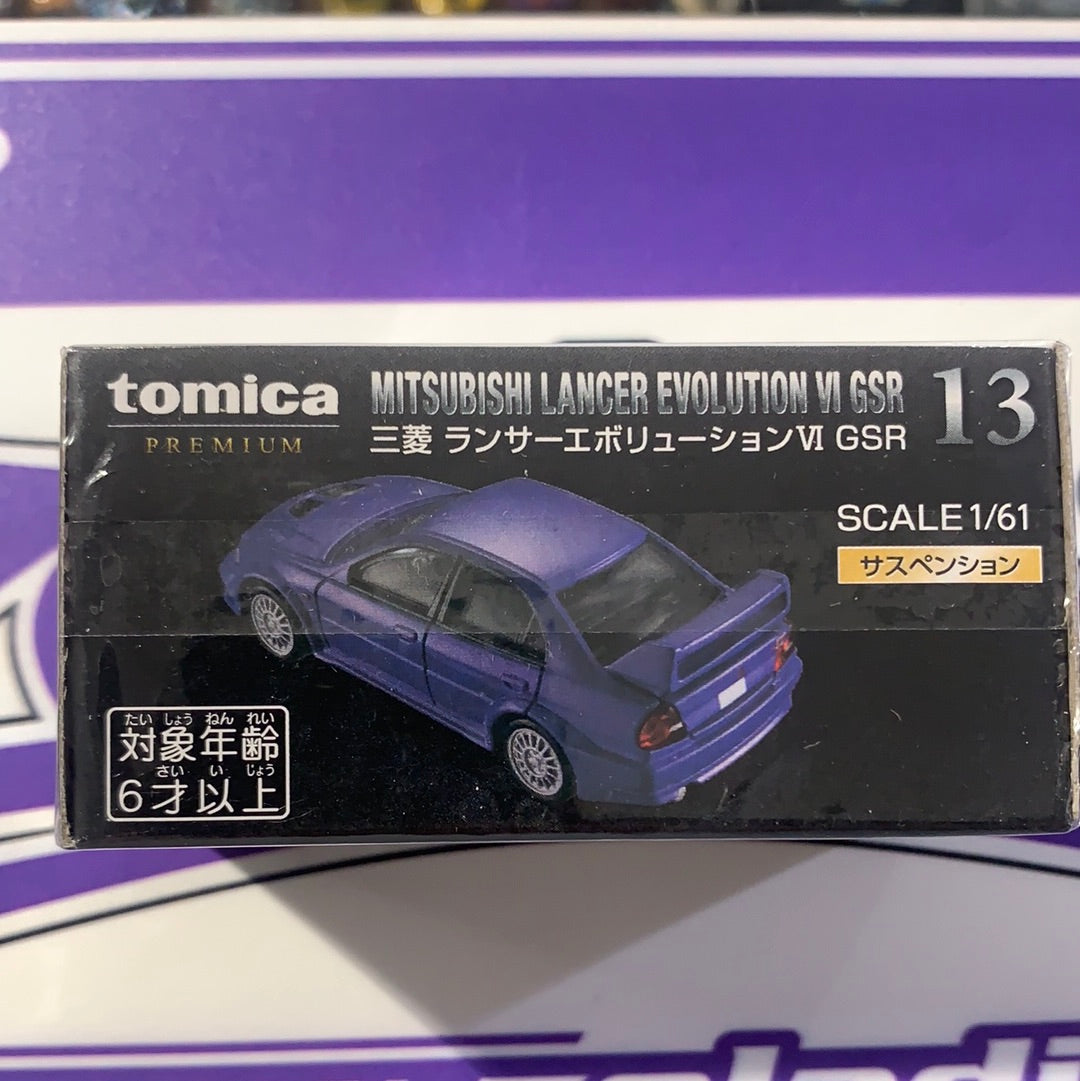 tomica
PREMIUM
MITSUBISHI LANCER EVOLUTION VI GSR
三菱 ランサーエボリューションⅥ GSR
13
SCALE 1/61
サスペンション
たい しょう ねん れい
対象年齢
さい い じょう
6才以上